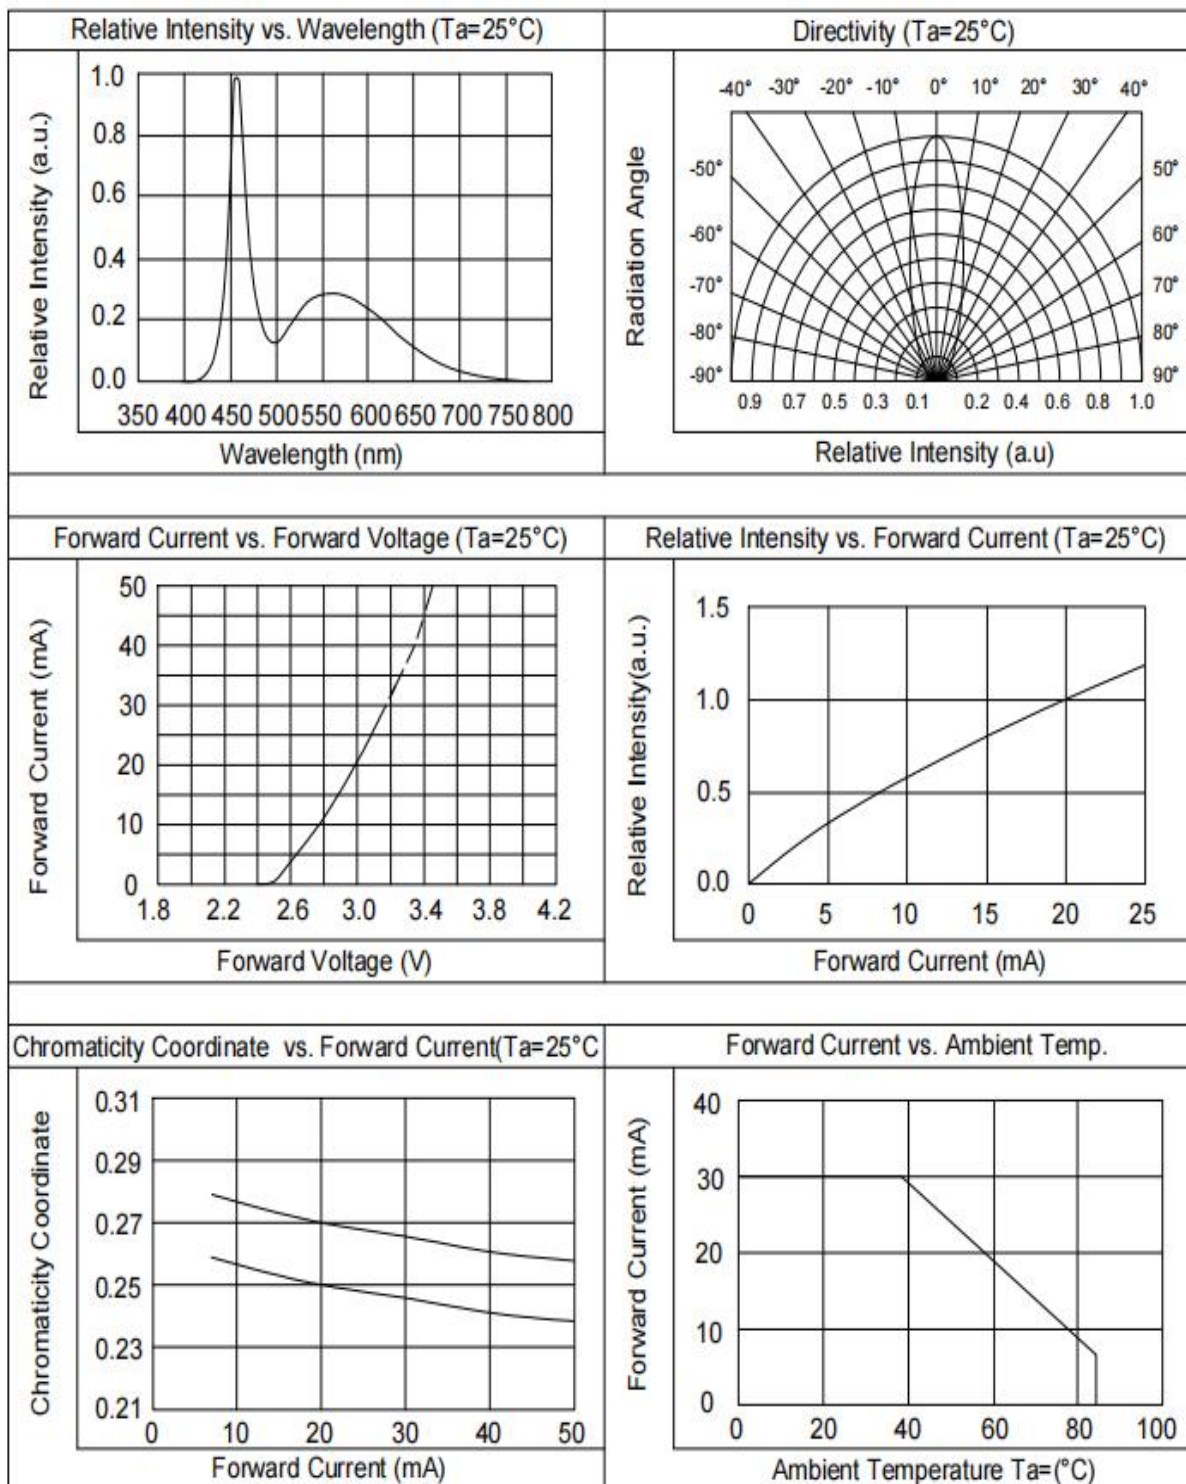 Relative Intensity vs. Wavelength (Ta=25°C)
Relative Intensity (a.u.)
1.0
0.8
0.6
0.4
0.2
0.0
350 400 450 500 550 600 650 700 750 800
Wavelength (nm)
Directivity (Ta=25°C)
Radiation Angle
-40° -30° -20° -10° 0° 10° 20° 30° 40°
-50° 50°
-60° 60°
-70° 70°
-80° 80°
-90° 90°
0.9 0.7 0.5 0.3 0.1 0.2 0.4 0.6 0.8 1.0
Relative Intensity (a.u)
Forward Current vs. Forward Voltage (Ta=25°C)
Forward Current (mA)
50
40
30
20
10
0
1.8 2.2 2.6 3.0 3.4 3.8 4.2
Forward Voltage (V)
Relative Intensity vs. Forward Current (Ta=25°C)
Relative Intensity(a.u.)
1.5
1.0
0.5
0.0
0 5 10 15 20 25
Forward Current (mA)
Chromaticity Coordinate vs. Forward Current(Ta=25°C
Chromaticity Coordinate
0.31
0.29
0.27
0.25
0.23
0.21
0 10 20 30 40 50
Forward Current (mA)
Forward Current vs. Ambient Temp.
Forward Current (mA)
40
30
20
10
0
0 20 40 60 80 100
Ambient Temperature Ta=(°C)